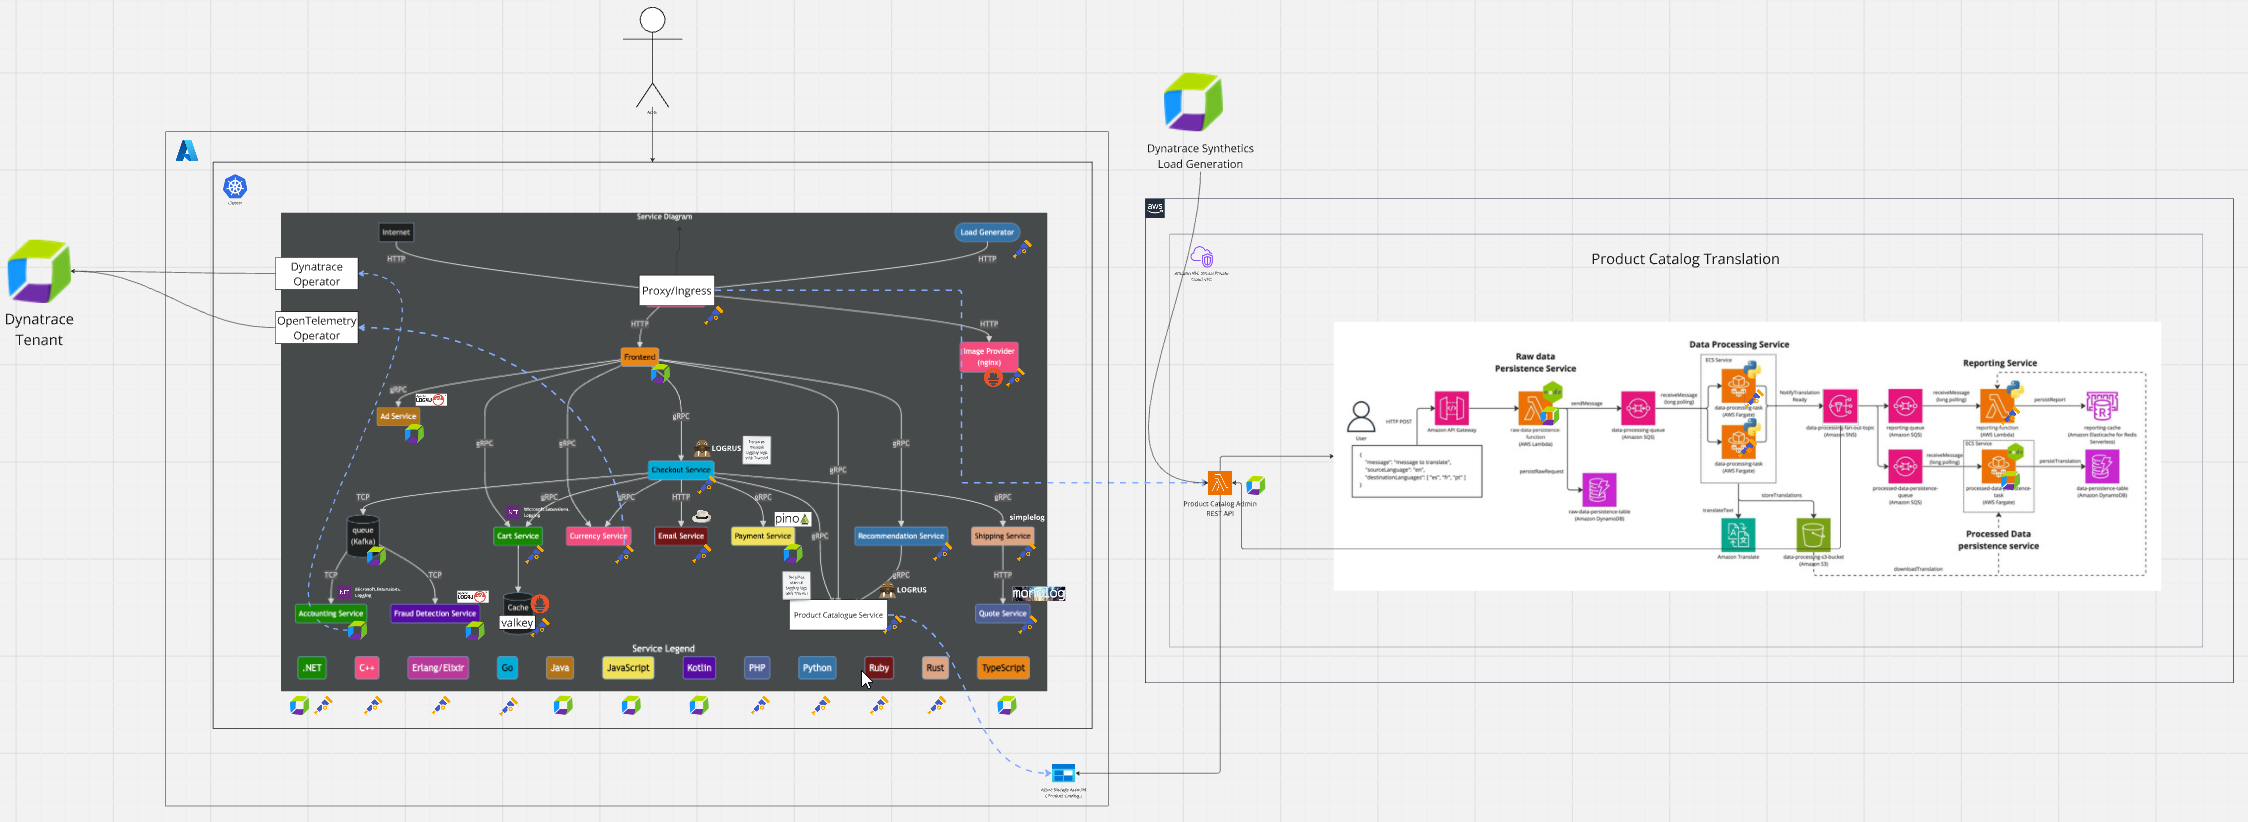 Dynatrace Synthetics
Load Generation
aws
Service Diagram
Internet
Load Generator
HTTP
HTTP
Dynatrace
Operator
Proxy/Ingress
Product Catalog Translation
Dynatrace
Tenant
OpenTelemetry
Operator
HTTP
HTTP
Frontend
Image Provider
(nginx)
gRPC
Ad Service
gRPC
gRPC
gRPC
gRPC
gRPC
LOGRUS
Checkout Service
TCP
gRPC
gRPC
HTTP
gRPC
gRPC
gRPC
Microsoft.Extensions.
Logging
pino
simplelog
queue
(Kafka)
Cart Service
Currency Service
Email Service
Payment Service
Recommendation Service
Shipping Service
TCP
TCP
gRPC
HTTP
Microsoft.Extensions.
Logging
LOGRUS
monolog
Accounting Service
Fraud Detection Service
Cache
valkey
Product Catalogue Service
Quote Service
Service Legend
.NET
C++
Erlang/Elixir
Go
Java
JavaScript
Kotlin
PHP
Python
Ruby
Rust
TypeScript
Product Catalog Admin
REST API
Raw data
Persistence Service
Data Processing Service
Reporting Service
ECS Service
User
HTTP POST
Amazon API Gateway
raw-data-persistence-
function
(AWS Lambda)
sendMessage
data-processing-queue
(Amazon SQS)
receiveMessage
(long polling)
data-processing-task
(AWS Fargate)
data-processing-task
(AWS Fargate)
NotifyTranslation
Ready
data-processing-fan-out-topic
(Amazon SNS)
reporting-queue
(Amazon SQS)
receiveMessage
(long polling)
reporting-function
(AWS Lambda)
persistReport
reporting-cache
(Amazon Elasticache for Redis
Serverless)
{
"message": "message to translate",
"sourceLanguage": "en",
"destinationLanguages": [ "es", "fr", "pt" ]
}
persistRawRequest
raw-data-persistence-table
(Amazon DynamoDB)
ECS Service
processed-data-persistence-
queue
(Amazon SQS)
receiveMessage
(long polling)
processed-data-persistence-
task
(AWS Fargate)
persistTranslation
data-persistence-table
(Amazon DynamoDB)
storeTranslations
translateText
Amazon Translate
data-processing-s3-bucket
(Amazon S3)
Processed Data
persistence service
downloadTranslation